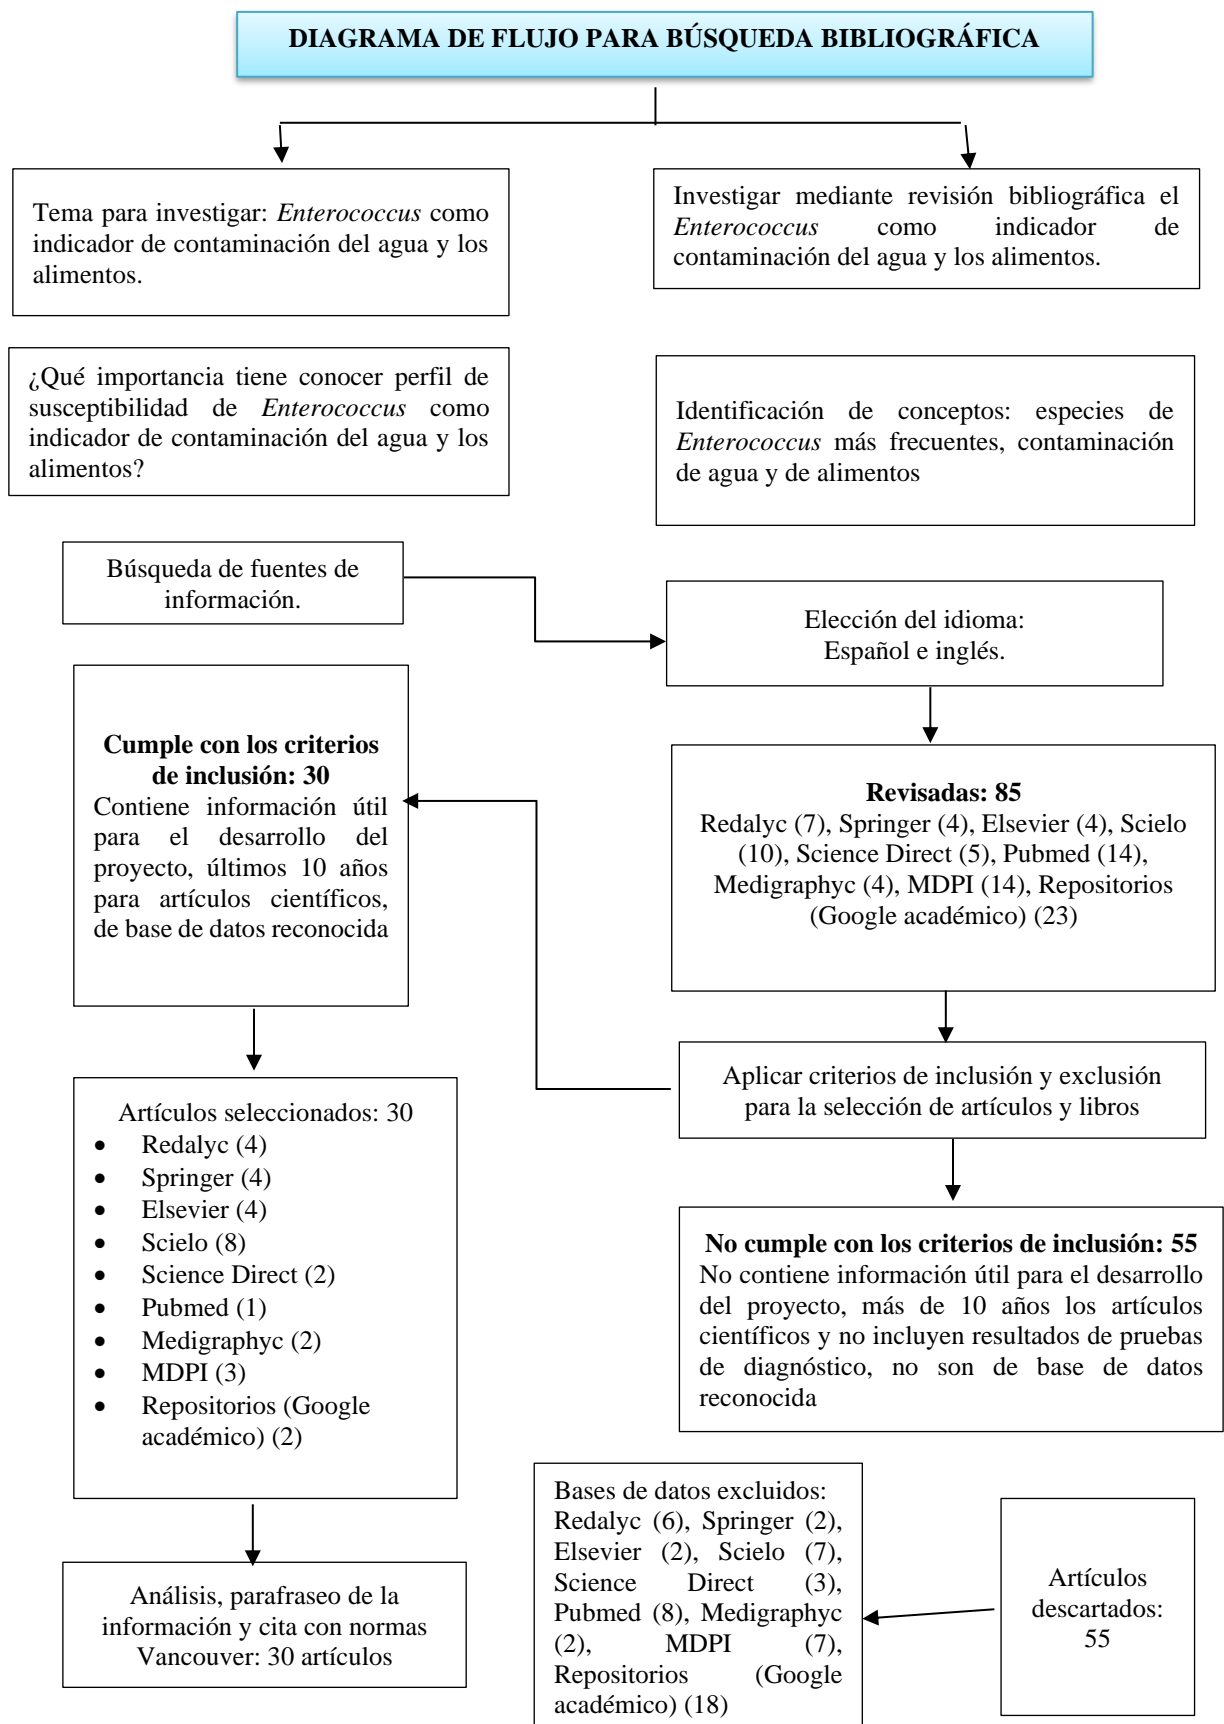 DIAGRAMA DE FLUJO PARA BÚSQUEDA BIBLIOGRÁFICA
Tema para investigar: Enterococcus como
indicador de contaminación del agua y los
alimentos.
Investigar mediante revisión bibliográfica el
Enterococcus como indicador de
contaminación del agua y los alimentos.
¿Qué importancia tiene conocer perfil de
susceptibilidad de Enterococcus como
indicador de contaminación del agua y los
alimentos?
Identificación de conceptos: especies de
Enterococcus más frecuentes, contaminación
de agua y de alimentos
Búsqueda de fuentes de
información.
Elección del idioma:
Español e inglés.
Revisadas: 85
Redalyc (7), Springer (4), Elsevier (4), Scielo
(10), Science Direct (5), Pubmed (14),
Medigraphyc (4), MDPI (14), Repositorios
(Google académico) (23)
Aplicar criterios de inclusión y exclusión
para la selección de artículos y libros
Cumple con los criterios
de inclusión: 30
Contiene información útil
para el desarrollo del
proyecto, últimos 10 años
para artículos científicos,
de base de datos reconocida
Artículos seleccionados: 30
• Redalyc (4)
• Springer (4)
• Elsevier (4)
• Scielo (8)
• Science Direct (2)
• Pubmed (1)
• Medigraphyc (2)
• MDPI (3)
• Repositorios (Google
académico) (2)
Análisis, parafraseo de la
información y cita con normas
Vancouver: 30 artículos
No cumple con los criterios de inclusión: 55
No contiene información útil para el desarrollo
del proyecto, más de 10 años los artículos
científicos y no incluyen resultados de pruebas
de diagnóstico, no son de base de datos
reconocida
Artículos
descartados:
55
Bases de datos excluidos:
Redalyc (6), Springer (2),
Elsevier (2), Scielo (7),
Science Direct (3),
Pubmed (8), Medigraphyc
(2), MDPI (7),
Repositorios (Google
académico) (18)